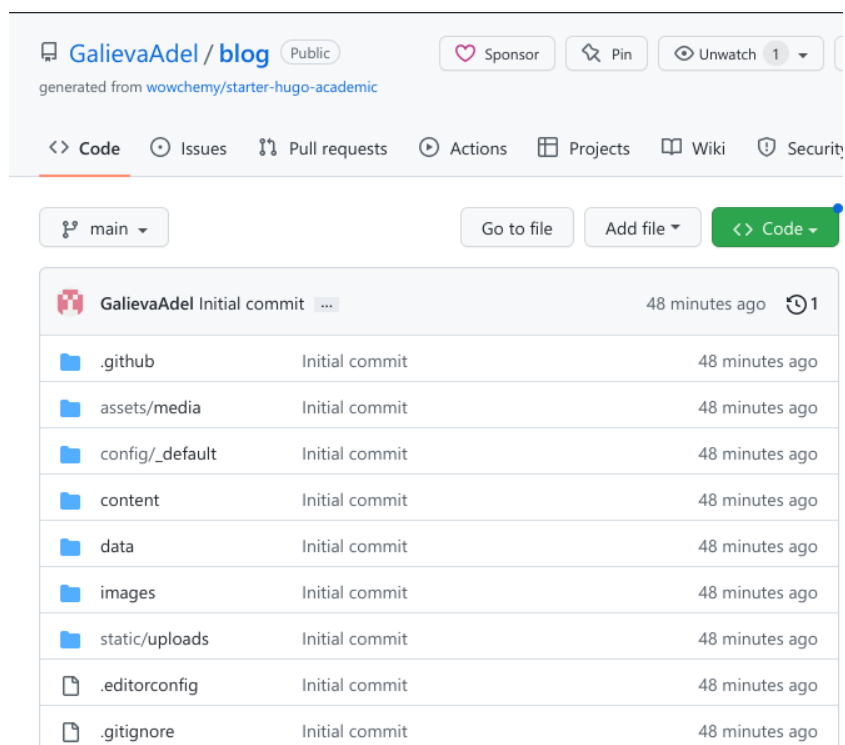 GalievaAdel / blog Public Sponsor Pin Unwatch 1
generated from wowchemy/starter-hugo-academic
Code Issues Pull requests Actions Projects Wiki Security
main Go to file Add file Code
GalievaAdel Initial commit ... 48 minutes ago 1
.github Initial commit 48 minutes ago
assets/media Initial commit 48 minutes ago
config/_default Initial commit 48 minutes ago
content Initial commit 48 minutes ago
data Initial commit 48 minutes ago
images Initial commit 48 minutes ago
static/uploads Initial commit 48 minutes ago
.editorconfig Initial commit 48 minutes ago
.gitignore Initial commit 48 minutes ago